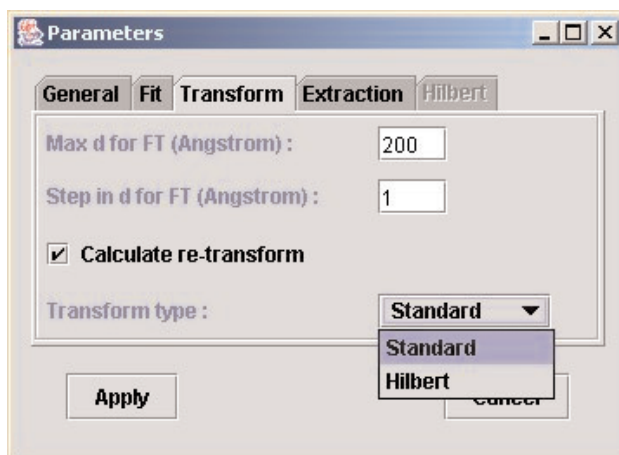 Parameters
General Fit Transform Extraction Hilbert
Max d for FT (Angstrom) : 200
Step in d for FT (Angstrom) : 1
Calculate re-transform
Transform type : Standard
Standard
Hilbert
Apply Cancel